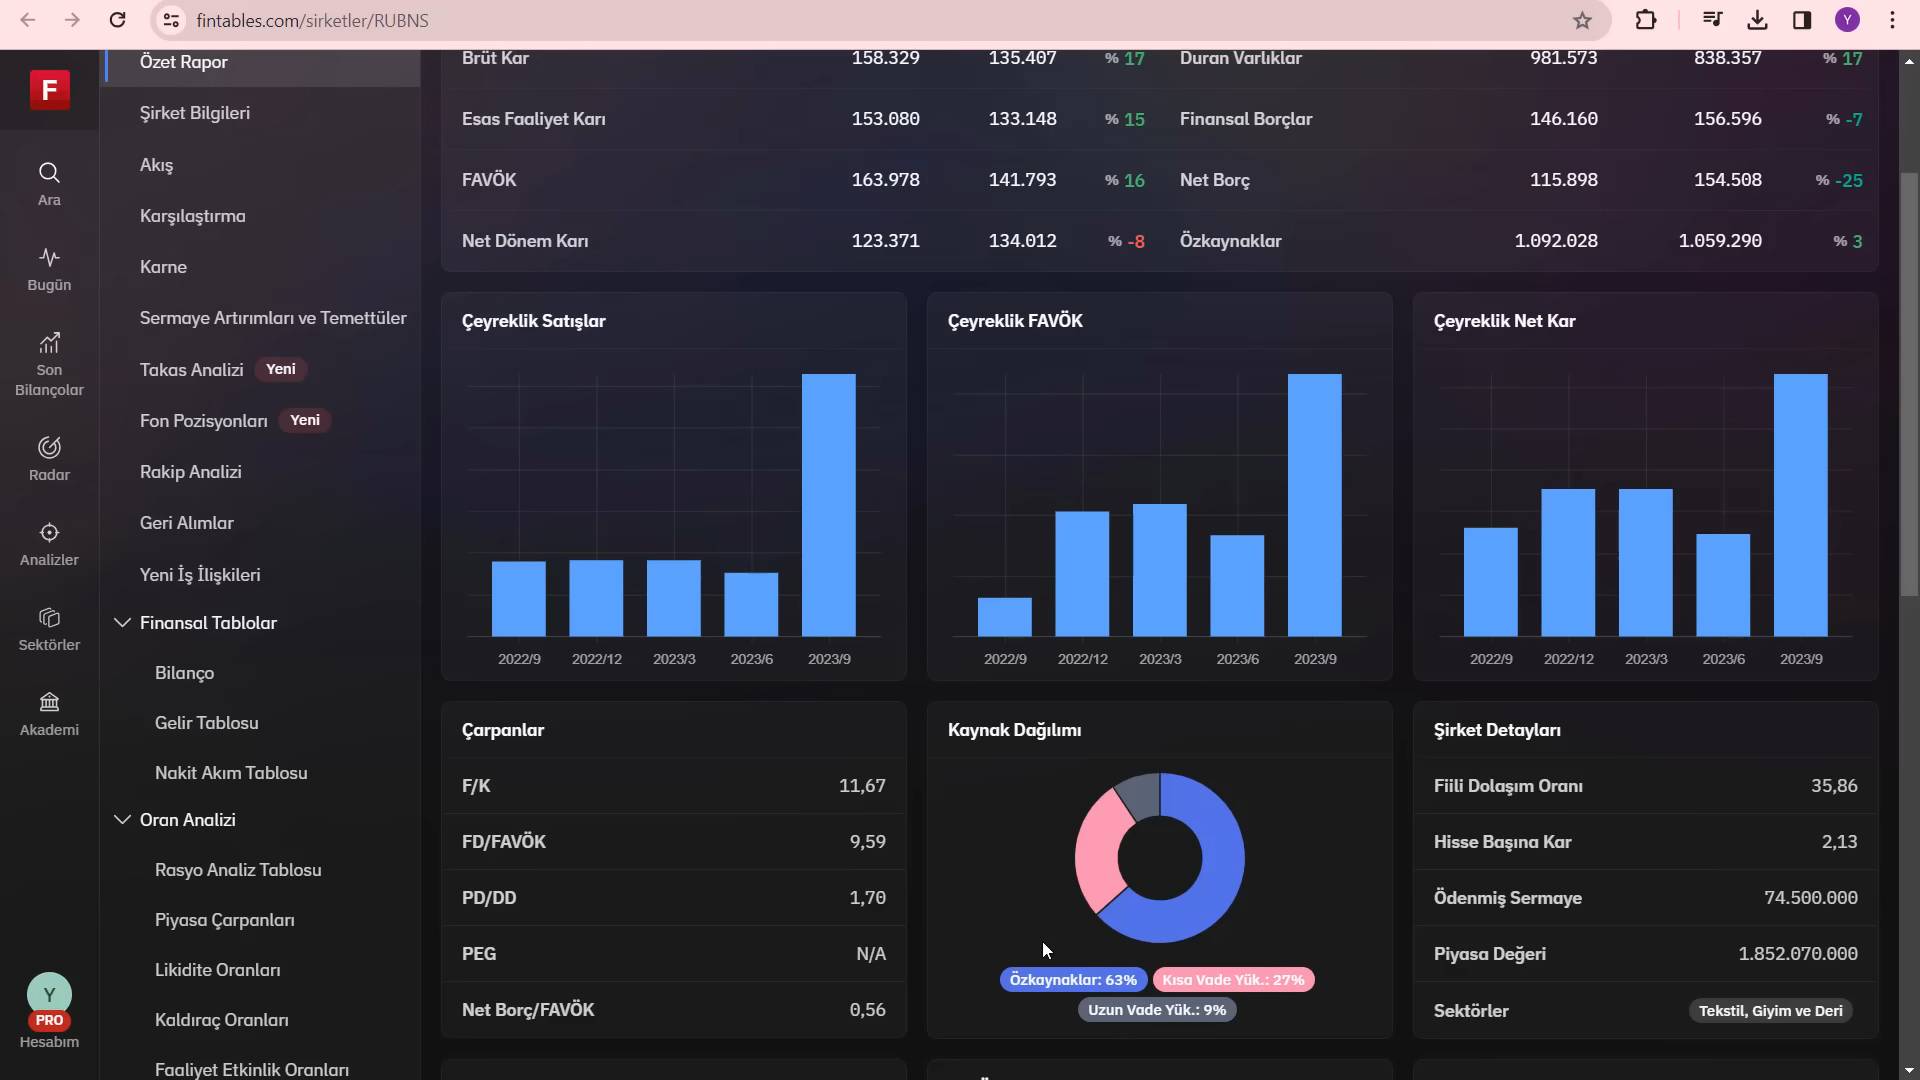 fintables.com/sirketler/RUBNS
Y
F
Ara
Bugün
Son
Bilançolar
Radar
Analizler
Sektörler
Akademi
Y
PRO
Hesabım
Özet Rapor
Şirket Bilgileri
Akış
Karşılaştırma
Karne
Sermaye Artırımları ve Temettüler
Takas Analizi Yeni
Fon Pozisyonları Yeni
Rakip Analizi
Geri Alımlar
Yeni İş İlişkileri
Finansal Tablolar
Bilanço
Gelir Tablosu
Nakit Akım Tablosu
Oran Analizi
Rasyo Analiz Tablosu
Piyasa Çarpanları
Likidite Oranları
Kaldıraç Oranları
Faaliyet Etkinlik Oranları
Brüt Kar 158.329 135.407 % 17 Duran Varlıklar 981.573 838.357 % 17
Esas Faaliyet Karı 153.080 133.148 % 15 Finansal Borçlar 146.160 156.596 % -7
FAVÖK 163.978 141.793 % 16 Net Borç 115.898 154.508 % -25
Net Dönem Karı 123.371 134.012 % -8 Özkaynaklar 1.092.028 1.059.290 % 3
Çeyreklik Satışlar
2022/9 2022/12 2023/3 2023/6 2023/9
Çeyreklik FAVÖK
2022/9 2022/12 2023/3 2023/6 2023/9
Çeyreklik Net Kar
2022/9 2022/12 2023/3 2023/6 2023/9
Çarpanlar
F/K 11,67
FD/FAVÖK 9,59
PD/DD 1,70
PEG N/A
Net Borç/FAVÖK 0,56
Kaynak Dağılımı
Özkaynaklar: 63% Kısa Vade Yük.: 27%
Uzun Vade Yük.: 9%
Şirket Detayları
Fiili Dolaşım Oranı 35,86
Hisse Başına Kar 2,13
Ödenmiş Sermaye 74.500.000
Piyasa Değeri 1.852.070.000
Sektörler Tekstil, Giyim ve Deri